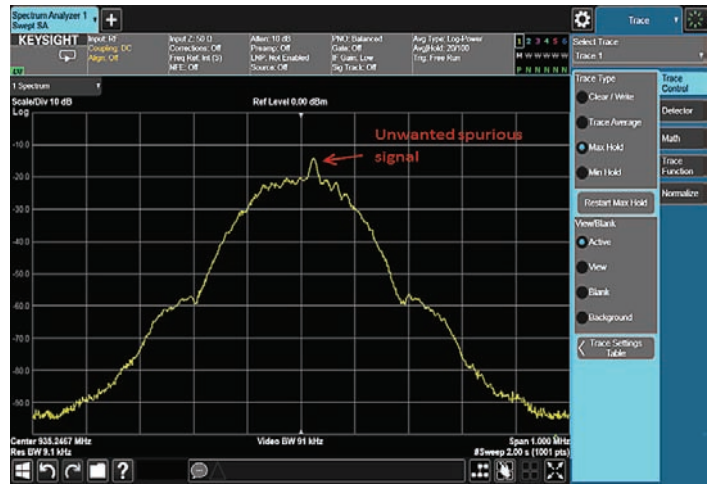 Spectrum Analyzer 1
Swept SA
Trace
KEYSIGHT
Input: RF
Coupling: DC
Align: Off
Input Z: 50 Ω
Corrections: Off
Freq Ref: Int (S)
NFE: Off
Atten: 10 dB
Preamp: Off
LNP: Not Enabled
Source: Off
PNO: Balanced
Gate: Off
IF Gain: Low
Sig Track: Off
Avg Type: Log-Power
Avg|Hold: 20/100
Trig: Free Run
1 2 3 4 5 6
M W W W W W
P N N N N N
Select Trace
Trace 1
1 Spectrum
Scale/Div 10 dB
Ref Level 0.00 dBm
Log
-10.0
-20.0
-30.0
-40.0
-50.0
-60.0
-70.0
-80.0
-90.0
Unwanted spurious
signal
Center 935.2467 MHz
Video BW 91 kHz
Span 1.000 MHz
Res BW 9.1 kHz
#Sweep 2.00 s (1001 pts)
Trace Type
Clear / Write
Trace Average
Max Hold
Min Hold
Restart Max Hold
View/Blank
Active
View
Blank
Background
Trace Settings
Table
Trace
Control
Detector
Math
Trace
Function
Normalize
?